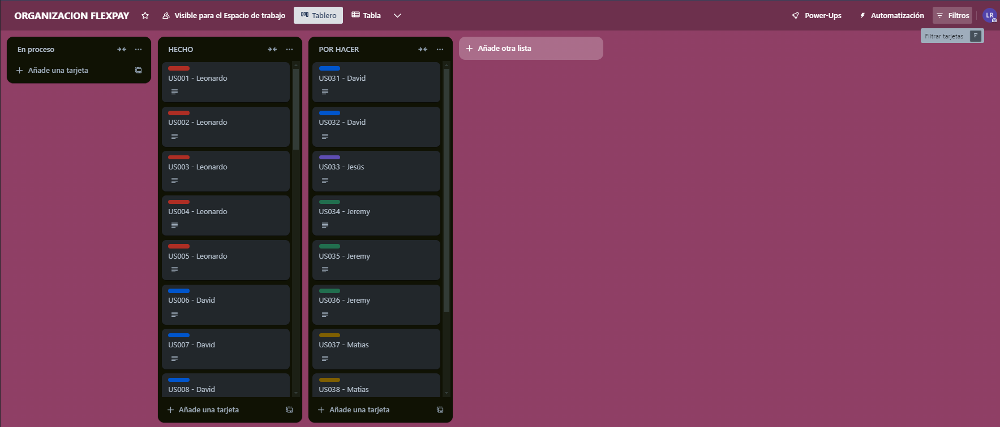 ORGANIZACION FLEXPAY
Visible para el Espacio de trabajo
Tablero
Tabla
Power-Ups
Automatización
Filtros
LR
Filtrar tarjetas F
En proceso
Añade una tarjeta
HECHO
US001 - Leonardo
US002 - Leonardo
US003 - Leonardo
US004 - Leonardo
US005 - Leonardo
US006 - David
US007 - David
US008 - David
Añade una tarjeta
POR HACER
US031 - David
US032 - David
US033 - Jesús
US034 - Jeremy
US035 - Jeremy
US036 - Jeremy
US037 - Matias
US038 - Matias
Añade una tarjeta
Añade otra lista